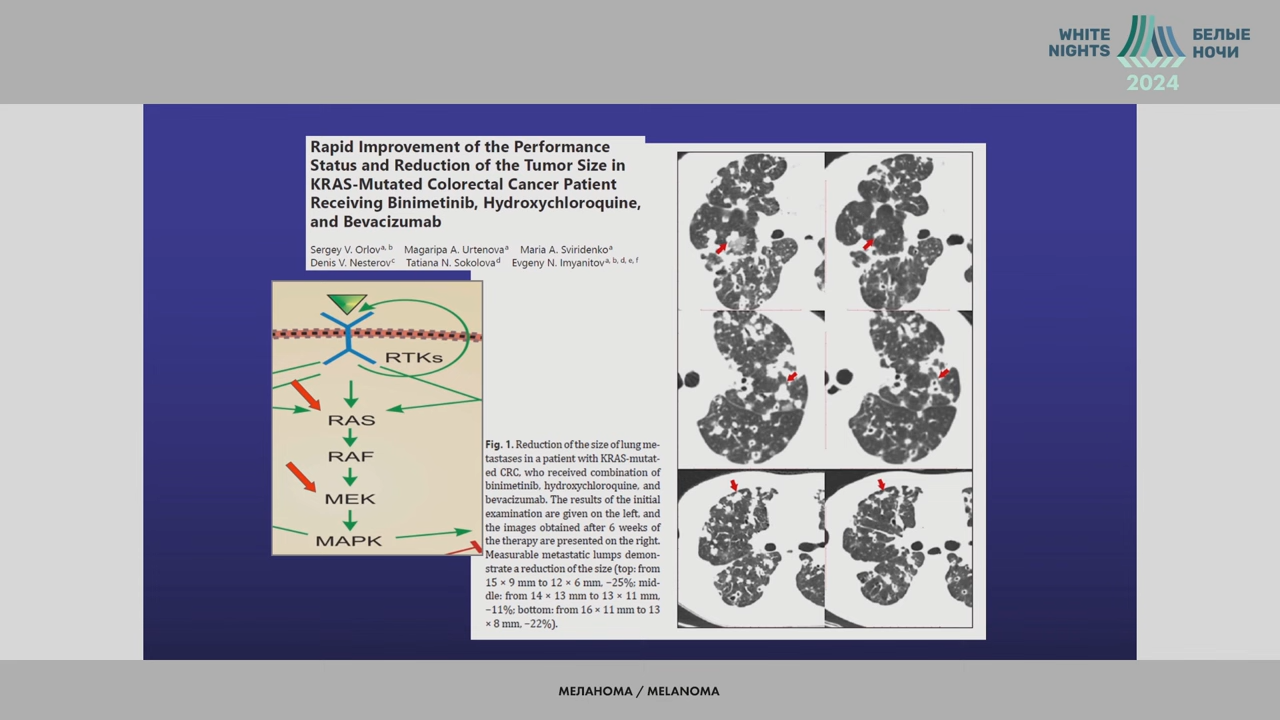 WHITE NIGHTS
БЕЛЫЕ НОЧИ
2024
Rapid Improvement of the Performance
Status and Reduction of the Tumor Size in
KRAS-Mutated Colorectal Cancer Patient
Receiving Binimetinib, Hydroxychloroquine,
and Bevacizumab
Sergey V. Orlov a, b Magaripa A. Urtenova a Maria A. Sviridenko a
Denis V. Nesterov c Tatiana N. Sokolova d Evgeny N. Imyanitov a, b, d, e, f
RTKs
RAS
RAF
MEK
MAPK
Fig. 1. Reduction of the size of lung me-
tastases in a patient with KRAS-mutat-
ed CRC, who received combination of
binimetinib, hydroxychloroquine, and
bevacizumab. The results of the initial
examination are given on the left, and
the images obtained after 6 weeks of
the therapy are presented on the right.
Measurable metastatic lumps demon-
strate a reduction of the size (top: from
15 × 9 mm to 12 × 6 mm, −25%; mid-
dle: from 14 × 13 mm to 13 × 11 mm,
−11%; bottom: from 16 × 11 mm to 13
× 8 mm, −22%).
МЕЛАНОМА / MELANOMA